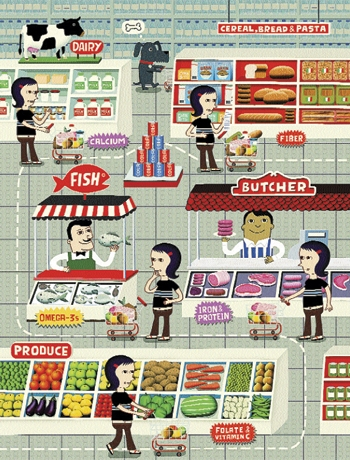 DAIRY
CEREAL, BREAD & PASTA
CALCIUM
FIBER
FISH
BUTCHER
OMEGA-3s
IRON &
PROTEIN
PRODUCE
FOLATE &
VITAMIN C